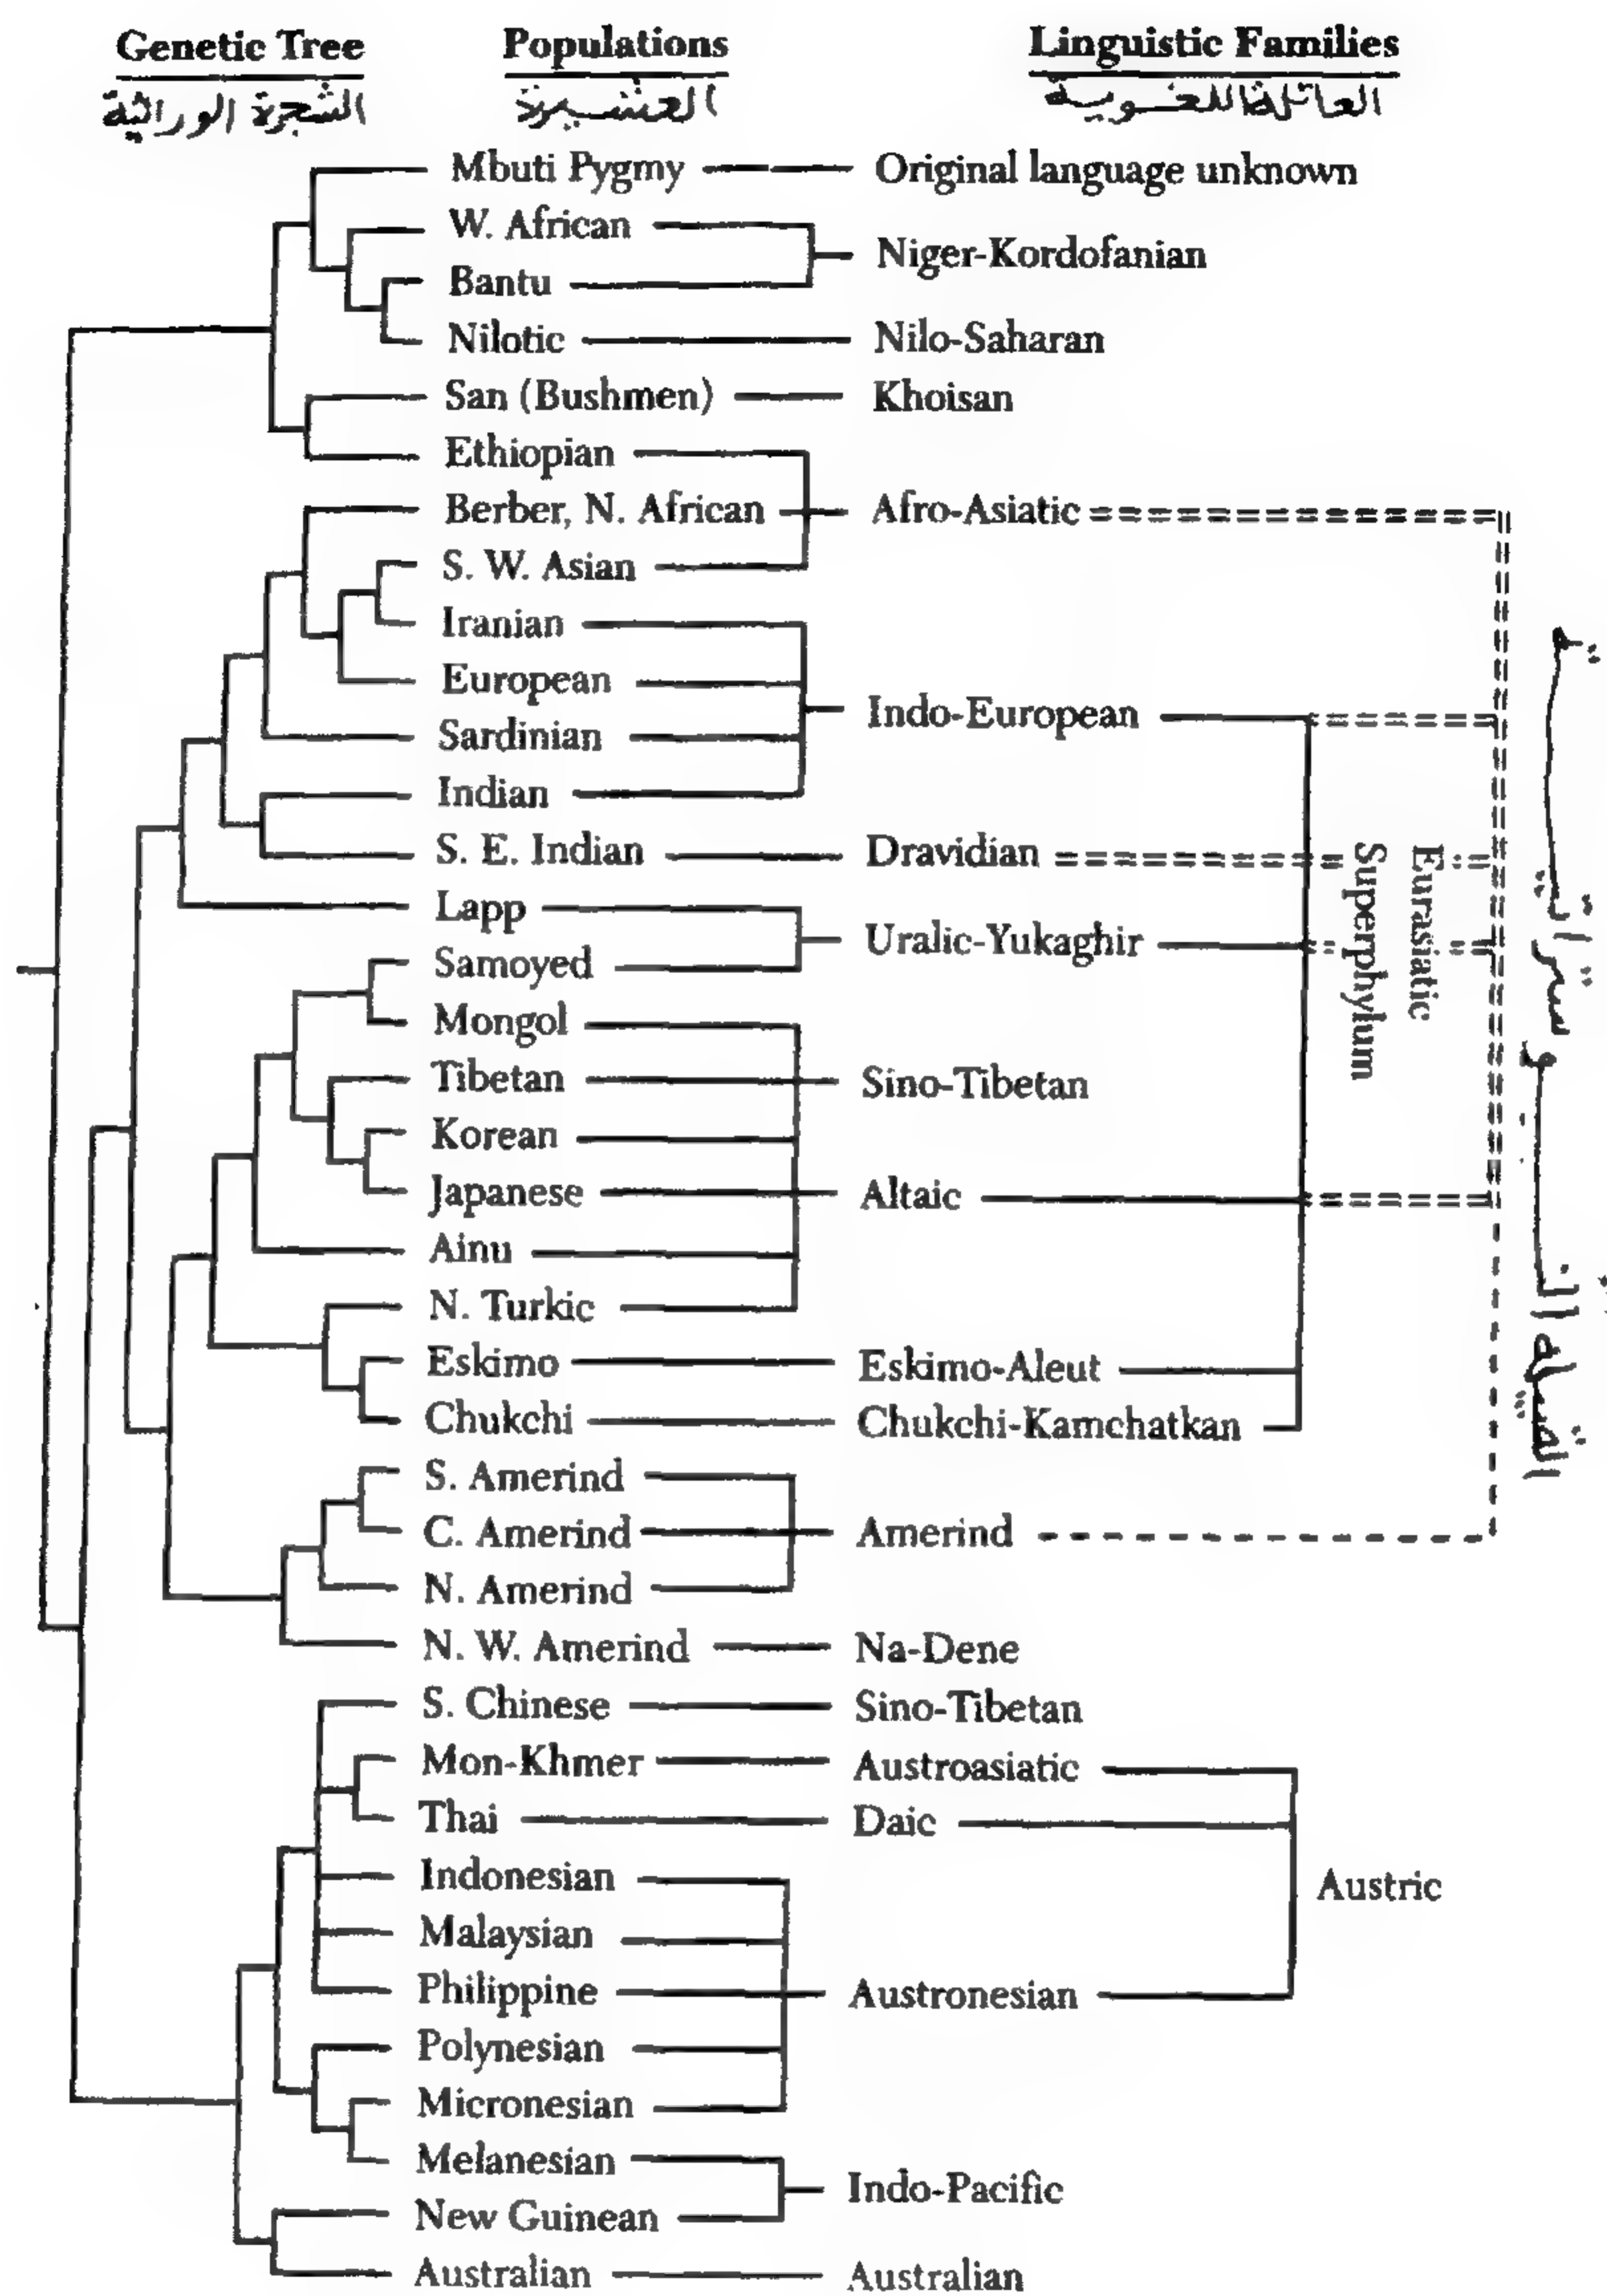 Genetic Tree Populations Linguistic Families
الشجرة الوراثية العشيرة العائلة اللغوية
Mbuti Pygmy Original language unknown
W. African
Niger-Kordofanian
Bantu
Nilotic Nilo-Saharan
San (Bushmen) Khoisan
Ethiopian
Berber, N. African Afro-Asiatic
S. W. Asian
Iranian
European
Indo-European
Sardinian
Indian
S. E. Indian Dravidian
Eurasiatic
Superphylum
Lapp
Uralic-Yukaghir
Samoyed
Mongol
Tibetan Sino-Tibetan
Korean
Japanese Altaic
Ainu
N. Turkic
Eskimo Eskimo-Aleut
Chukchi Chukchi-Kamchatkan
S. Amerind
C. Amerind Amerind
N. Amerind
N. W. Amerind Na-Dene
S. Chinese Sino-Tibetan
Mon-Khmer Austroasiatic
Thai Daic
Indonesian Austric
Malaysian
Philippine Austronesian
Polynesian
Micronesian
Melanesian
Indo-Pacific
New Guinean
Australian Australian